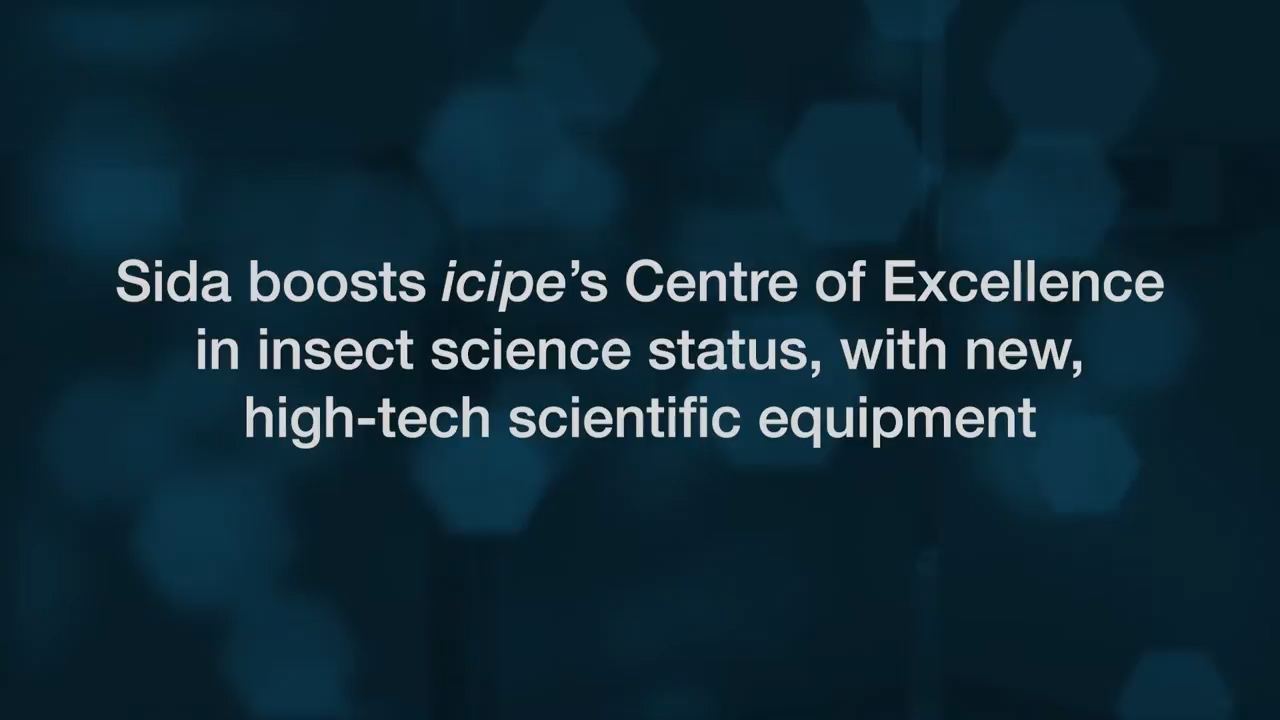 Sida boosts icipe’s Centre of Excellence
in insect science status, with new,
high-tech scientific equipment